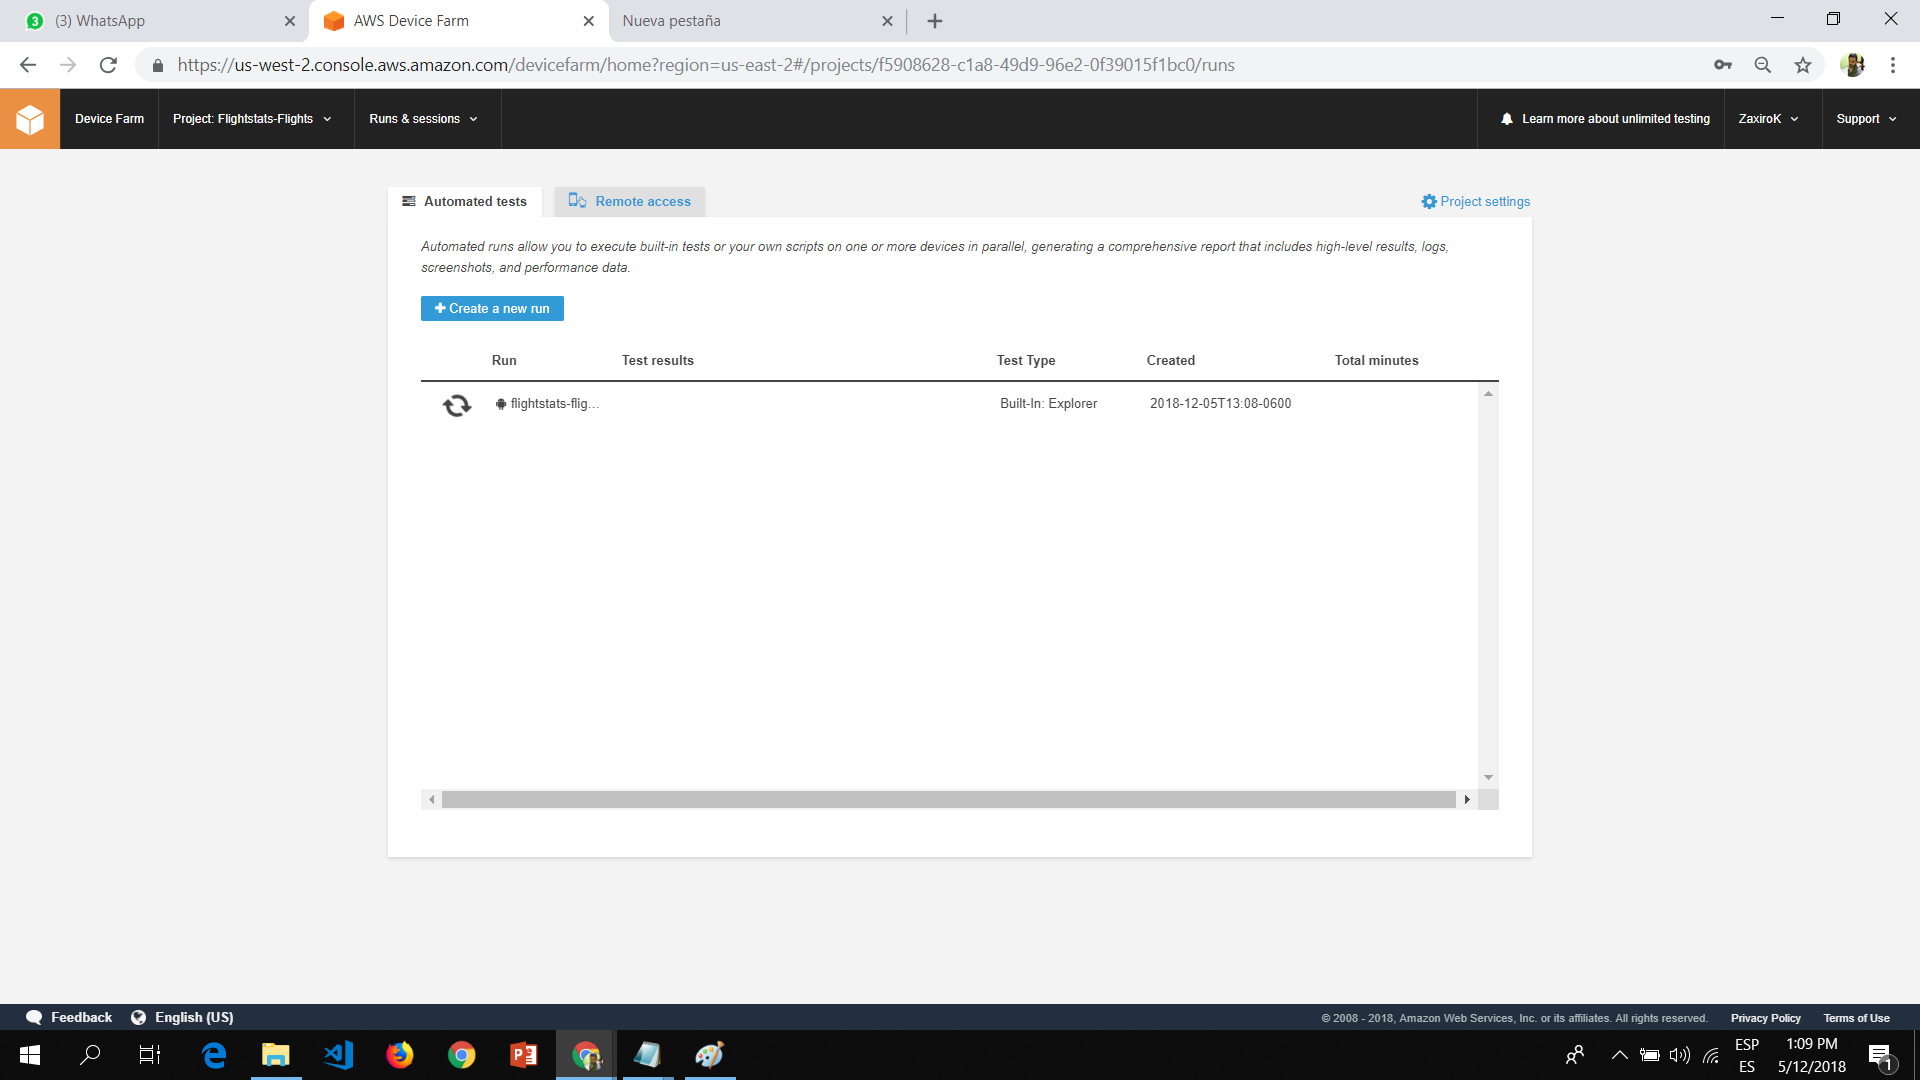 3 (3) WhatsApp
AWS Device Farm
Nueva pestaña
https://us-west-2.console.aws.amazon.com/devicefarm/home?region=us-east-2#/projects/f5908628-c1a8-49d9-96e2-0f39015f1bc0/runs
Device Farm
Project: Flightstats-Flights
Runs & sessions
Learn more about unlimited testing
ZaxiroK
Support
Automated tests
Remote access
Project settings
Automated runs allow you to execute built-in tests or your own scripts on one or more devices in parallel, generating a comprehensive report that includes high-level results, logs,
screenshots, and performance data.
Create a new run
Run Test results Test Type Created Total minutes
flightstats-flig... Built-In: Explorer 2018-12-05T13:08-0600
Feedback
English (US)
© 2008 - 2018, Amazon Web Services, Inc. or its affiliates. All rights reserved.
Privacy Policy
Terms of Use
ESP
ES
1:09 PM
5/12/2018
1